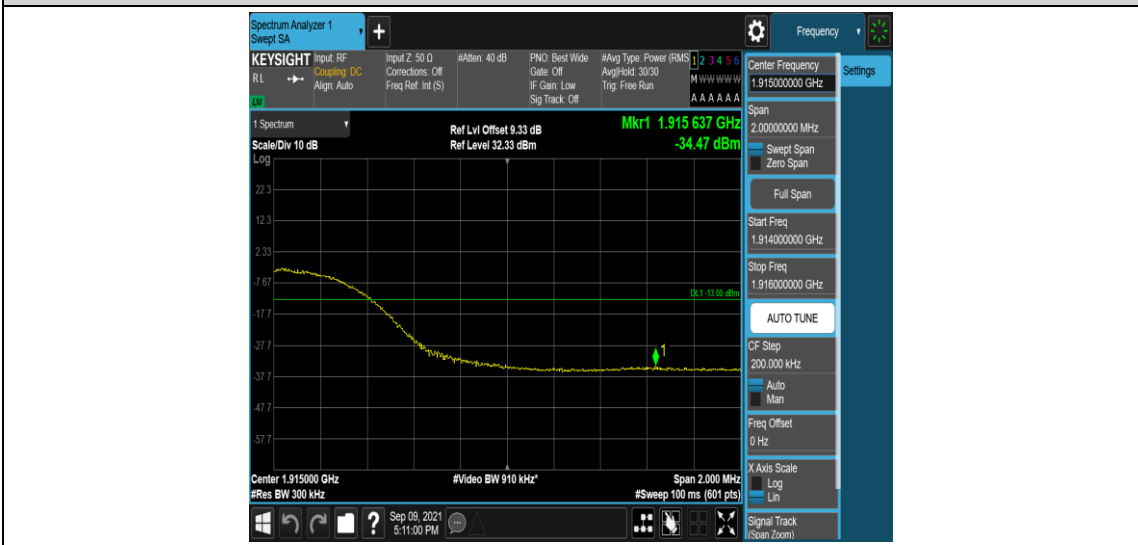 Spectrum Analyzer 1
Swept SA
+
Frequency
KEYSIGHT
RL
LXI
Input: RF
Coupling: DC
Align: Auto
Input Z: 50 Ω
Corrections: Off
Freq Ref: Int (S)
#Atten: 40 dB
PNO: Best Wide
Gate: Off
IF Gain: Low
Sig Track: Off
#Avg Type: Power (RMS
Avg|Hold: 30/30
Trig: Free Run
1 2 3 4 5 6
M W W W W W
A A A A A A
1 Spectrum
Scale/Div 10 dB
Ref Lvl Offset 9.33 dB
Ref Level 32.33 dBm
Mkr1 1.915 637 GHz
-34.47 dBm
Log
22.3
12.3
2.33
-7.67
-17.7
-27.7
-37.7
-47.7
-57.7
DL1 -13.00 dBm
1
Center 1.915000 GHz
#Res BW 300 kHz
#Video BW 910 kHz*
Span 2.000 MHz
#Sweep 100 ms (601 pts)
Center Frequency
1.915000000 GHz
Settings
Span
2.00000000 MHz
Swept Span
Zero Span
Full Span
Start Freq
1.914000000 GHz
Stop Freq
1.916000000 GHz
AUTO TUNE
CF Step
200.000 kHz
Auto
Man
Freq Offset
0 Hz
X Axis Scale
Log
Lin
Signal Track
(Span Zoom)
?
Sep 09, 2021
5:11:00 PM